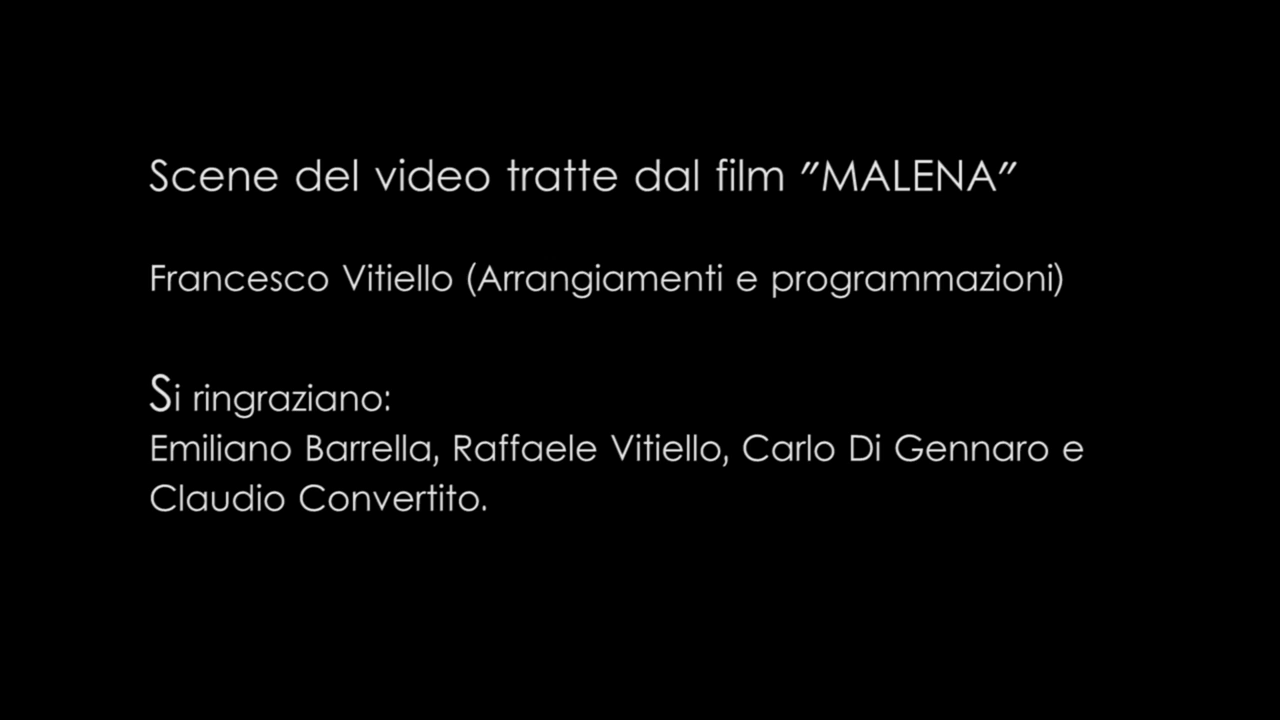 Scene del video tratte dal film "MALENA"
Francesco Vitiello (Arrangiamenti e programmazioni)
Si ringraziano:
Emiliano Barrella, Raffaele Vitiello, Carlo Di Gennaro e
Claudio Convertito.